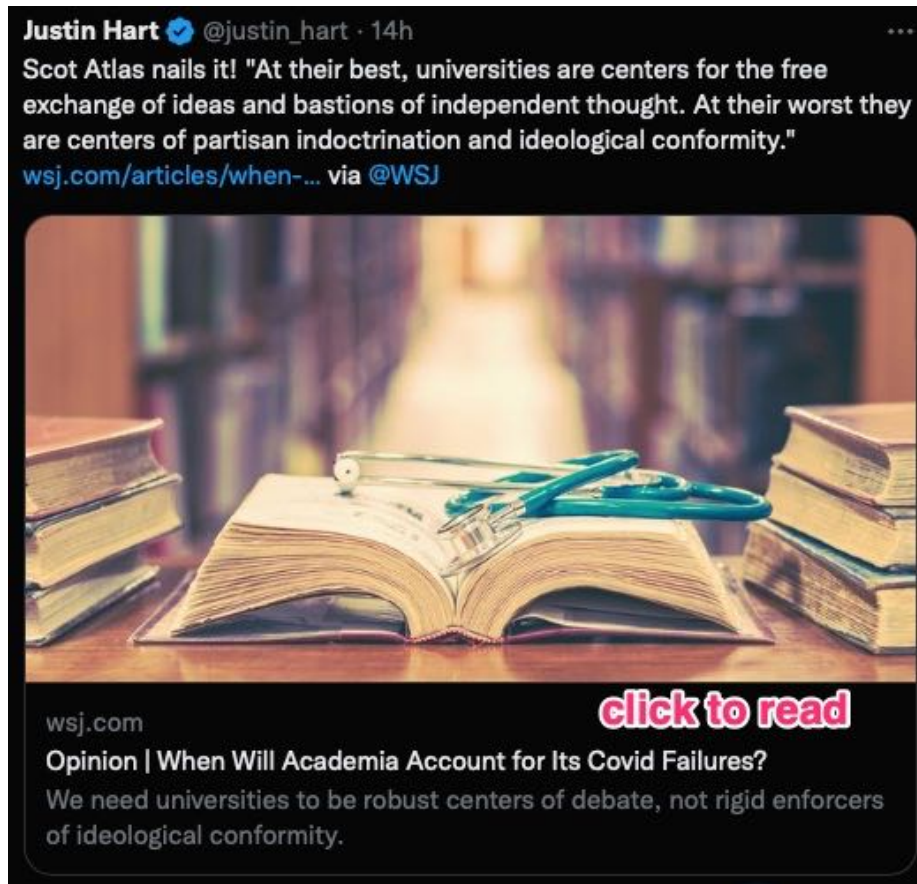 Justin Hart @justin_hart · 14h
Scot Atlas nails it! "At their best, universities are centers for the free
exchange of ideas and bastions of independent thought. At their worst they
are centers of partisan indoctrination and ideological conformity."
wsj.com/articles/when-... via @WSJ
click to read
wsj.com
Opinion | When Will Academia Account for Its Covid Failures?
We need universities to be robust centers of debate, not rigid enforcers
of ideological conformity.